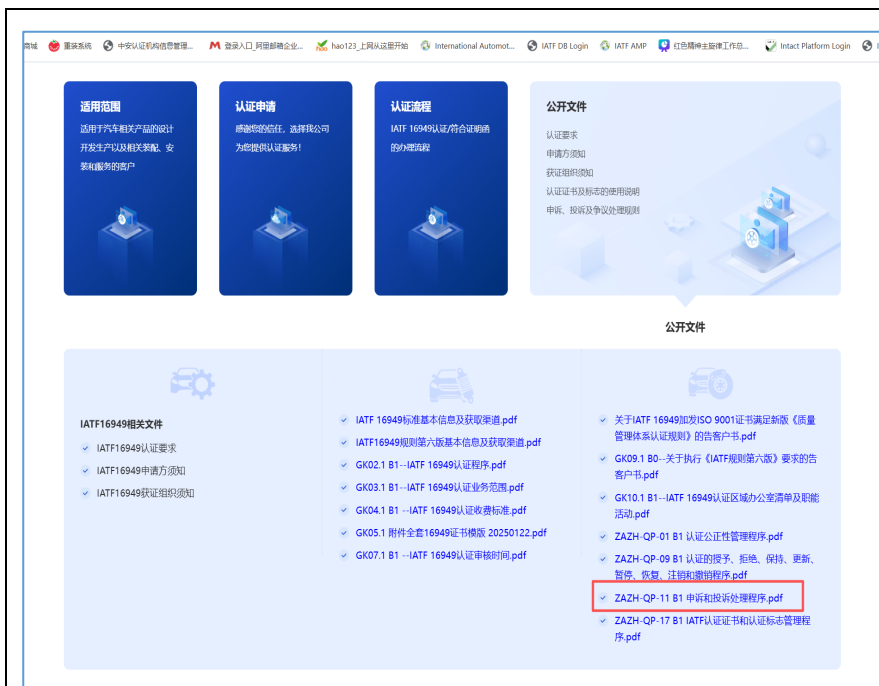 商城 重装系统 中安认证机构信息管理... 登录入口_阿里邮箱企业... hao123_上网从这里开始 International Automot... IATF DB Login IATF AMP 红色精神主旋律工作总... Intact Platform Login
适用范围
适用于汽车相关产品的设计
开发生产以及相关装配、安
装和服务的客户
认证申请
感谢您的信任，选择我公司
为您提供认证服务！
认证流程
IATF 16949认证/符合证明函
的办理流程
公开文件
认证要求
申请方须知
获证组织须知
认证证书及标志的使用说明
申诉、投诉及争议处理规则
公开文件
IATF16949相关文件
IATF16949认证要求
IATF16949申请方须知
IATF16949获证组织须知
IATF 16949标准基本信息及获取渠道.pdf
IATF16949规则第六版基本信息及获取渠道.pdf
GK02.1 B1--IATF 16949认证程序.pdf
GK03.1 B1--IATF 16949认证业务范围.pdf
GK04.1 B1--IATF 16949认证收费标准.pdf
GK05.1 附件全套16949证书模版 20250122.pdf
GK07.1 B1 --IATF 16949认证审核时间.pdf
关于IATF 16949加发ISO 9001证书满足新版《质量
管理体系认证规则》的告客户书.pdf
GK09.1 B0--关于执行《IATF规则第六版》要求的告
客户书.pdf
GK10.1 B1--IATF 16949认证区域办公室清单及职能
活动.pdf
ZAZH-QP-01 B1 认证公正性管理程序.pdf
ZAZH-QP-09 B1 认证的授予、拒绝、保持、更新、
暂停、恢复、注销和撤销程序.pdf
ZAZH-QP-11 B1 申诉和投诉处理程序.pdf
ZAZH-QP-17 B1 IATF认证证书和认证标志管理程
序.pdf